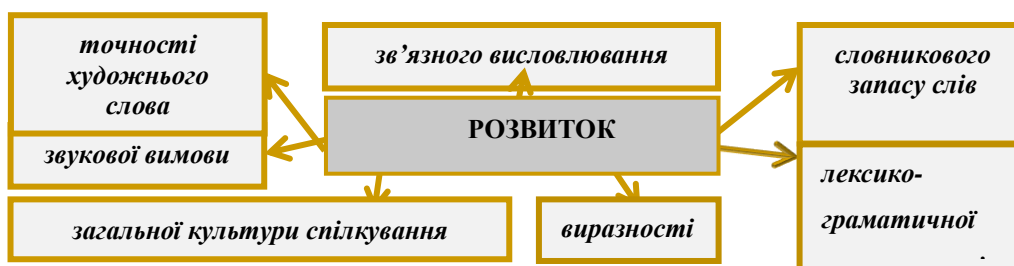 точності
художнього
слова
зв’язного висловлювання
словникового
запасу слів
РОЗВИТОК
звукової вимови
лексико-
граматичної
загальної культури спілкування
виразності